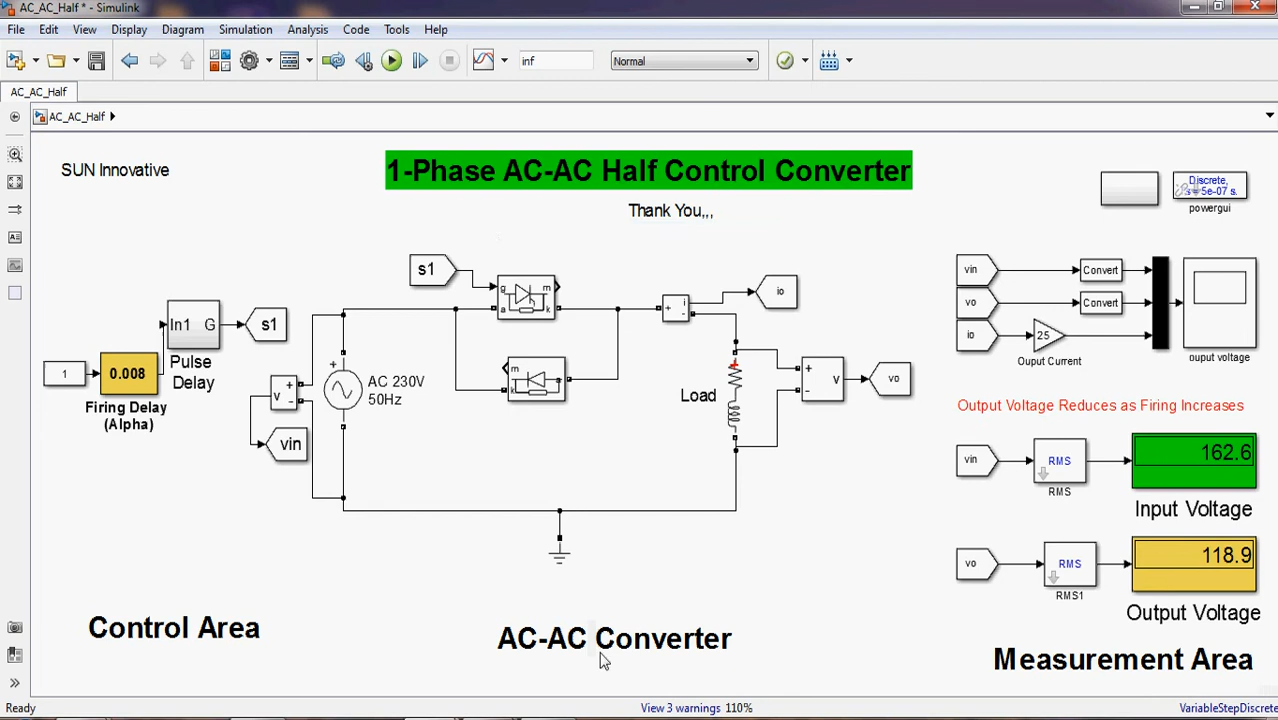 AC_AC_Half * - Simulink
File Edit View Display Diagram Simulation Analysis Code Tools Help
inf
Normal
AC_AC_Half
AC_AC_Half
SUN Innovative
1-Phase AC-AC Half Control Converter
Thank You,,,
Discrete,
s = 5e-07 s.
powergui
s1
g m
a k
i
+
-
io
vin
Convert
vo
Convert
io
25
Ouput Current
ouput voltage
In1 G
s1
Pulse
Delay
1
0.008
Firing Delay
(Alpha)
v
+
-
vin
+
AC 230V
50Hz
m
k a
+
Load
+
-
v
vo
Output Voltage Reduces as Firing Increases
vin
RMS
RMS
162.6
Input Voltage
vo
RMS
RMS1
118.9
Output Voltage
Control Area
AC-AC Converter
Measurement Area
Ready
View 3 warnings 110%
VariableStepDiscrete